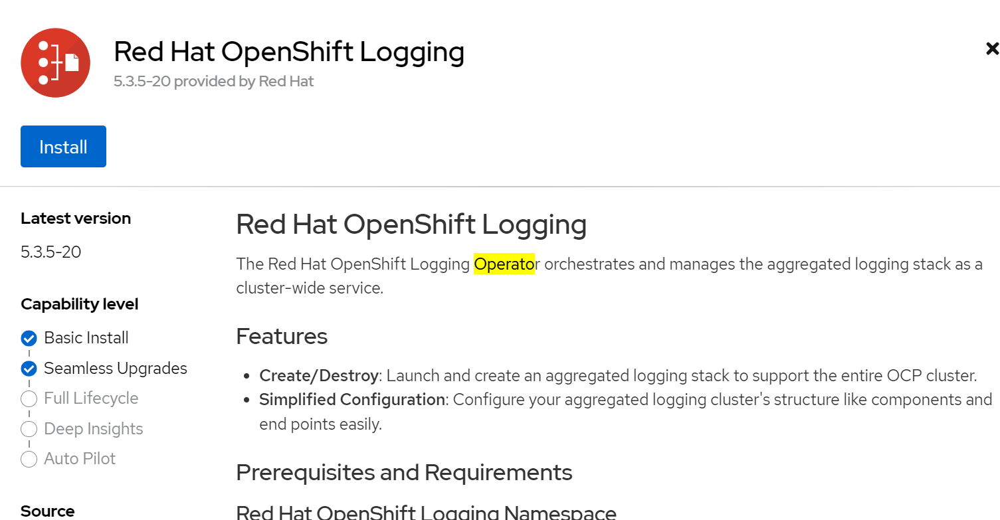 Red Hat OpenShift Logging
5.3.5-20 provided by Red Hat
Install
Latest version
5.3.5-20
Capability level
Basic Install
Seamless Upgrades
Full Lifecycle
Deep Insights
Auto Pilot
Source
Red Hat OpenShift Logging
The Red Hat OpenShift Logging Operator orchestrates and manages the aggregated logging stack as a
cluster-wide service.
Features
• Create/Destroy: Launch and create an aggregated logging stack to support the entire OCP cluster.
• Simplified Configuration: Configure your aggregated logging cluster's structure like components and
end points easily.
Prerequisites and Requirements
Red Hat OpenShift Logging Namespace